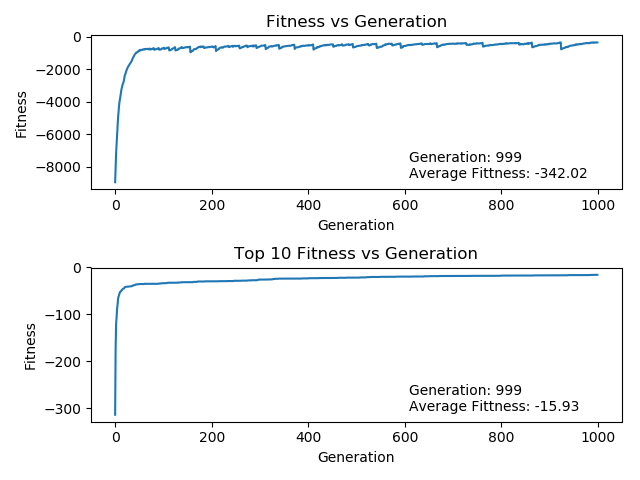 Fitness vs Generation
0
−2000
−4000
−6000
−8000
Fitness
Generation: 999
Average Fittness: -342.02
0 200 400 600 800 1000
Generation
Top 10 Fitness vs Generation
0
−100
−200
−300
Fitness
Generation: 999
Average Fittness: -15.93
0 200 400 600 800 1000
Generation